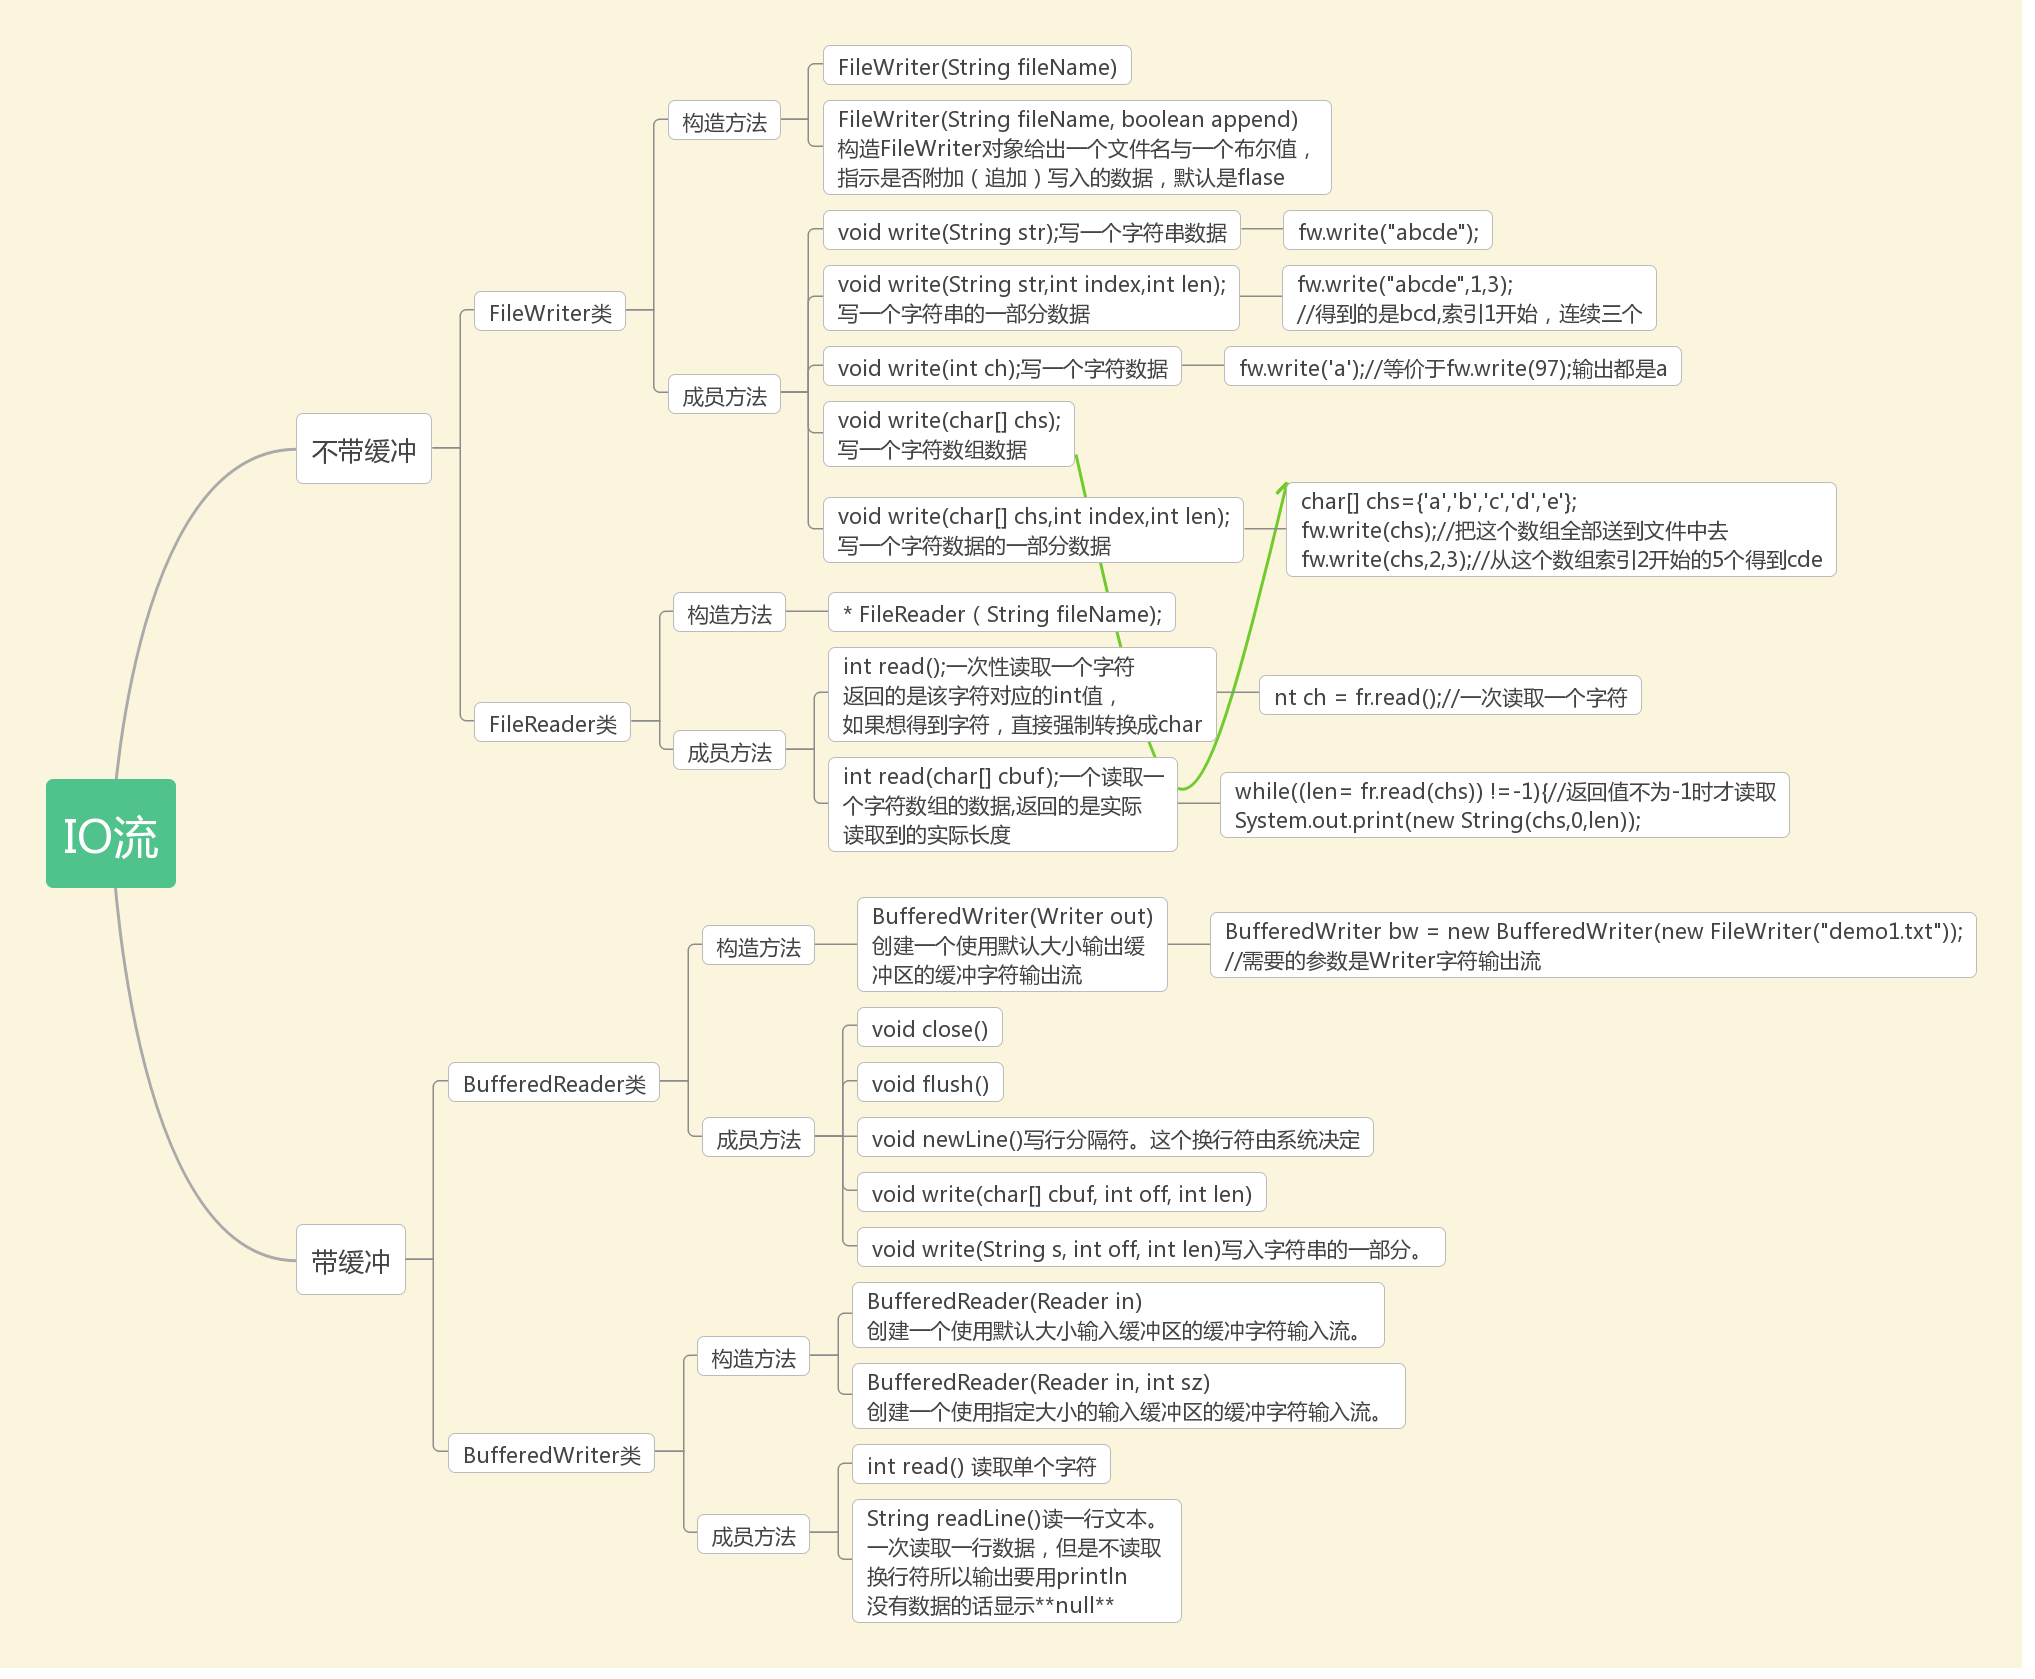 IO流
不带缓冲
FileWriter类
构造方法
FileWriter(String fileName)
FileWriter(String fileName, boolean append)
构造FileWriter对象给出一个文件名与一个布尔值，
指示是否附加（追加）写入的数据，默认是flase
成员方法
void write(String str);写一个字符串数据
fw.write("abcde");
void write(String str,int index,int len);
写一个字符串的一部分数据
fw.write("abcde",1,3);
//得到的是bcd,索引1开始，连续三个
void write(int ch);写一个字符数据
fw.write('a');//等价于fw.write(97);输出都是a
void write(char[] chs);
写一个字符数组数据
void write(char[] chs,int index,int len);
写一个字符数据的一部分数据
char[] chs={'a','b','c','d','e'};
fw.write(chs);//把这个数组全部送到文件中去
fw.write(chs,2,3);//从这个数组索引2开始的5个得到cde
FileReader类
构造方法
* FileReader（String fileName);
成员方法
int read();一次性读取一个字符
返回的是该字符对应的int值，
如果想得到字符，直接强制转换成char
nt ch = fr.read();//一次读取一个字符
int read(char[] cbuf);一个读取一
个字符数组的数据,返回的是实际
读取到的实际长度
while((len= fr.read(chs)) !=-1){//返回值不为-1时才读取
System.out.print(new String(chs,0,len));
带缓冲
BufferedReader类
构造方法
BufferedWriter(Writer out)
创建一个使用默认大小输出缓
冲区的缓冲字符输出流
BufferedWriter bw = new BufferedWriter(new FileWriter("demo1.txt"));
//需要的参数是Writer字符输出流
成员方法
void close()
void flush()
void newLine()写行分隔符。这个换行符由系统决定
void write(char[] cbuf, int off, int len)
void write(String s, int off, int len)写入字符串的一部分。
BufferedWriter类
构造方法
BufferedReader(Reader in)
创建一个使用默认大小输入缓冲区的缓冲字符输入流。
BufferedReader(Reader in, int sz)
创建一个使用指定大小的输入缓冲区的缓冲字符输入流。
成员方法
int read() 读取单个字符
String readLine()读一行文本。
一次读取一行数据，但是不读取
换行符所以输出要用println
没有数据的话显示**null**